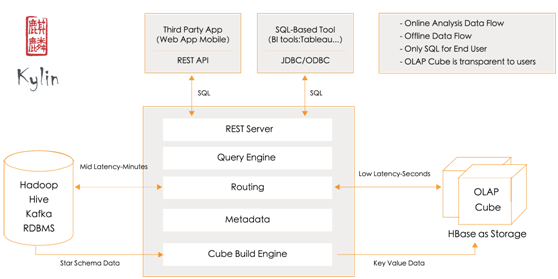 麒麟
Kylin
Third Party App
(Web App Mobile)
REST API
SQL-Based Tool
(BI tools:Tableau...)
JDBC/ODBC
- Online Analysis Data Flow
- Offline Data Flow
- Only SQL for End User
- OLAP Cube is transparent to users
SQL
SQL
REST Server
Query Engine
Routing
Metadata
Cube Build Engine
Hadoop
Hive
Kafka
RDBMS
Mid Latency-Minutes
Low Latency-Seconds
OLAP
Cube
HBase as Storage
Star Schema Data
Key Value Data